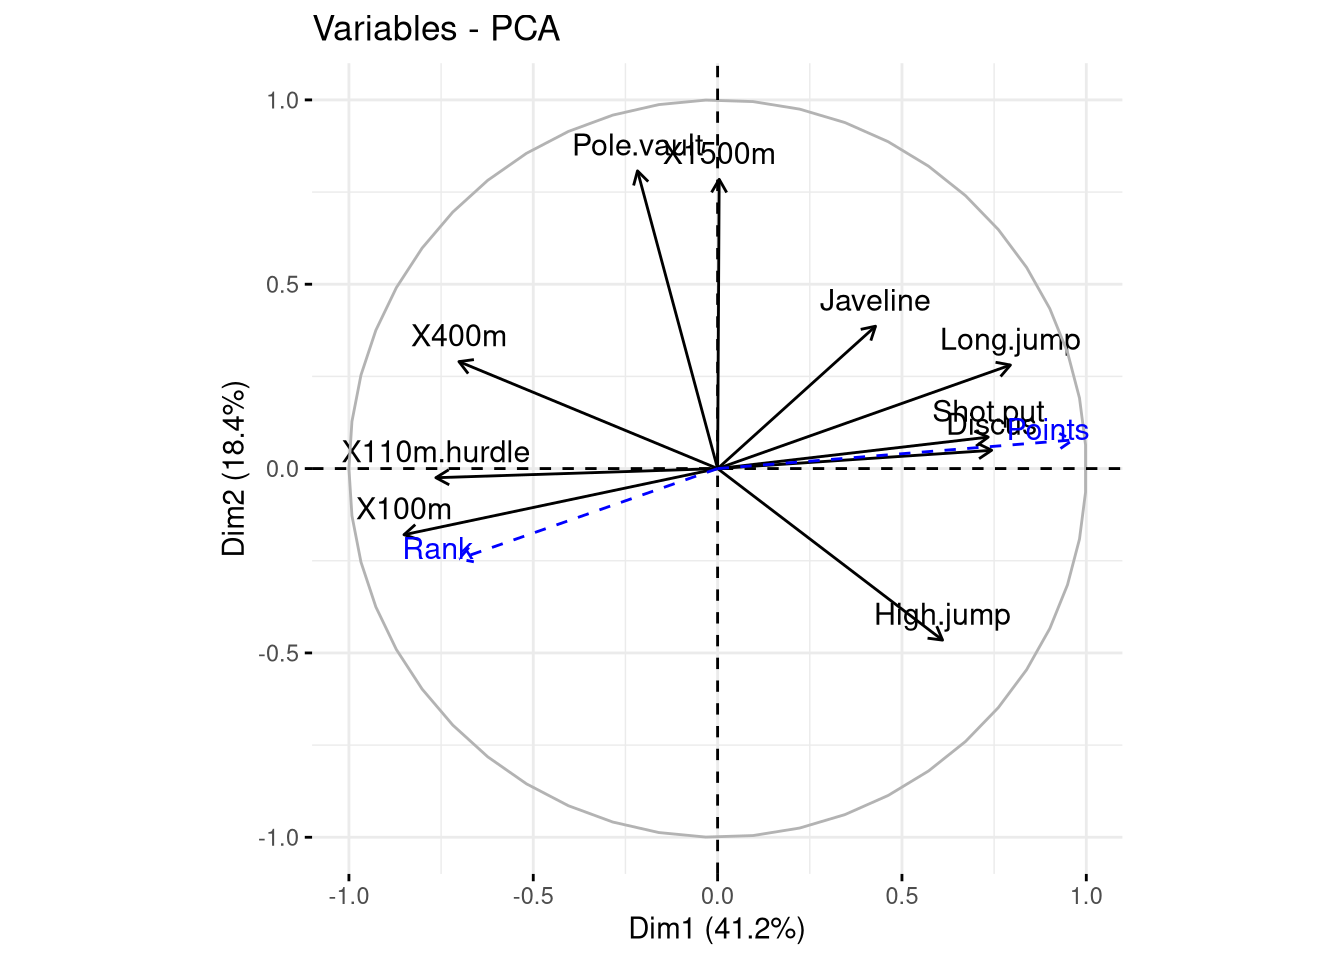 Variables - PCA
1.0
Pole.vault
X1500m
0.5
Javeline
X400m
Long.jump
Shot.put
Discus
Points
X110m.hurdle
0.0
X100m
Rank
High.jump
-0.5
-1.0
Dim2 (18.4%)
-1.0
-0.5
0.0
0.5
1.0
Dim1 (41.2%)